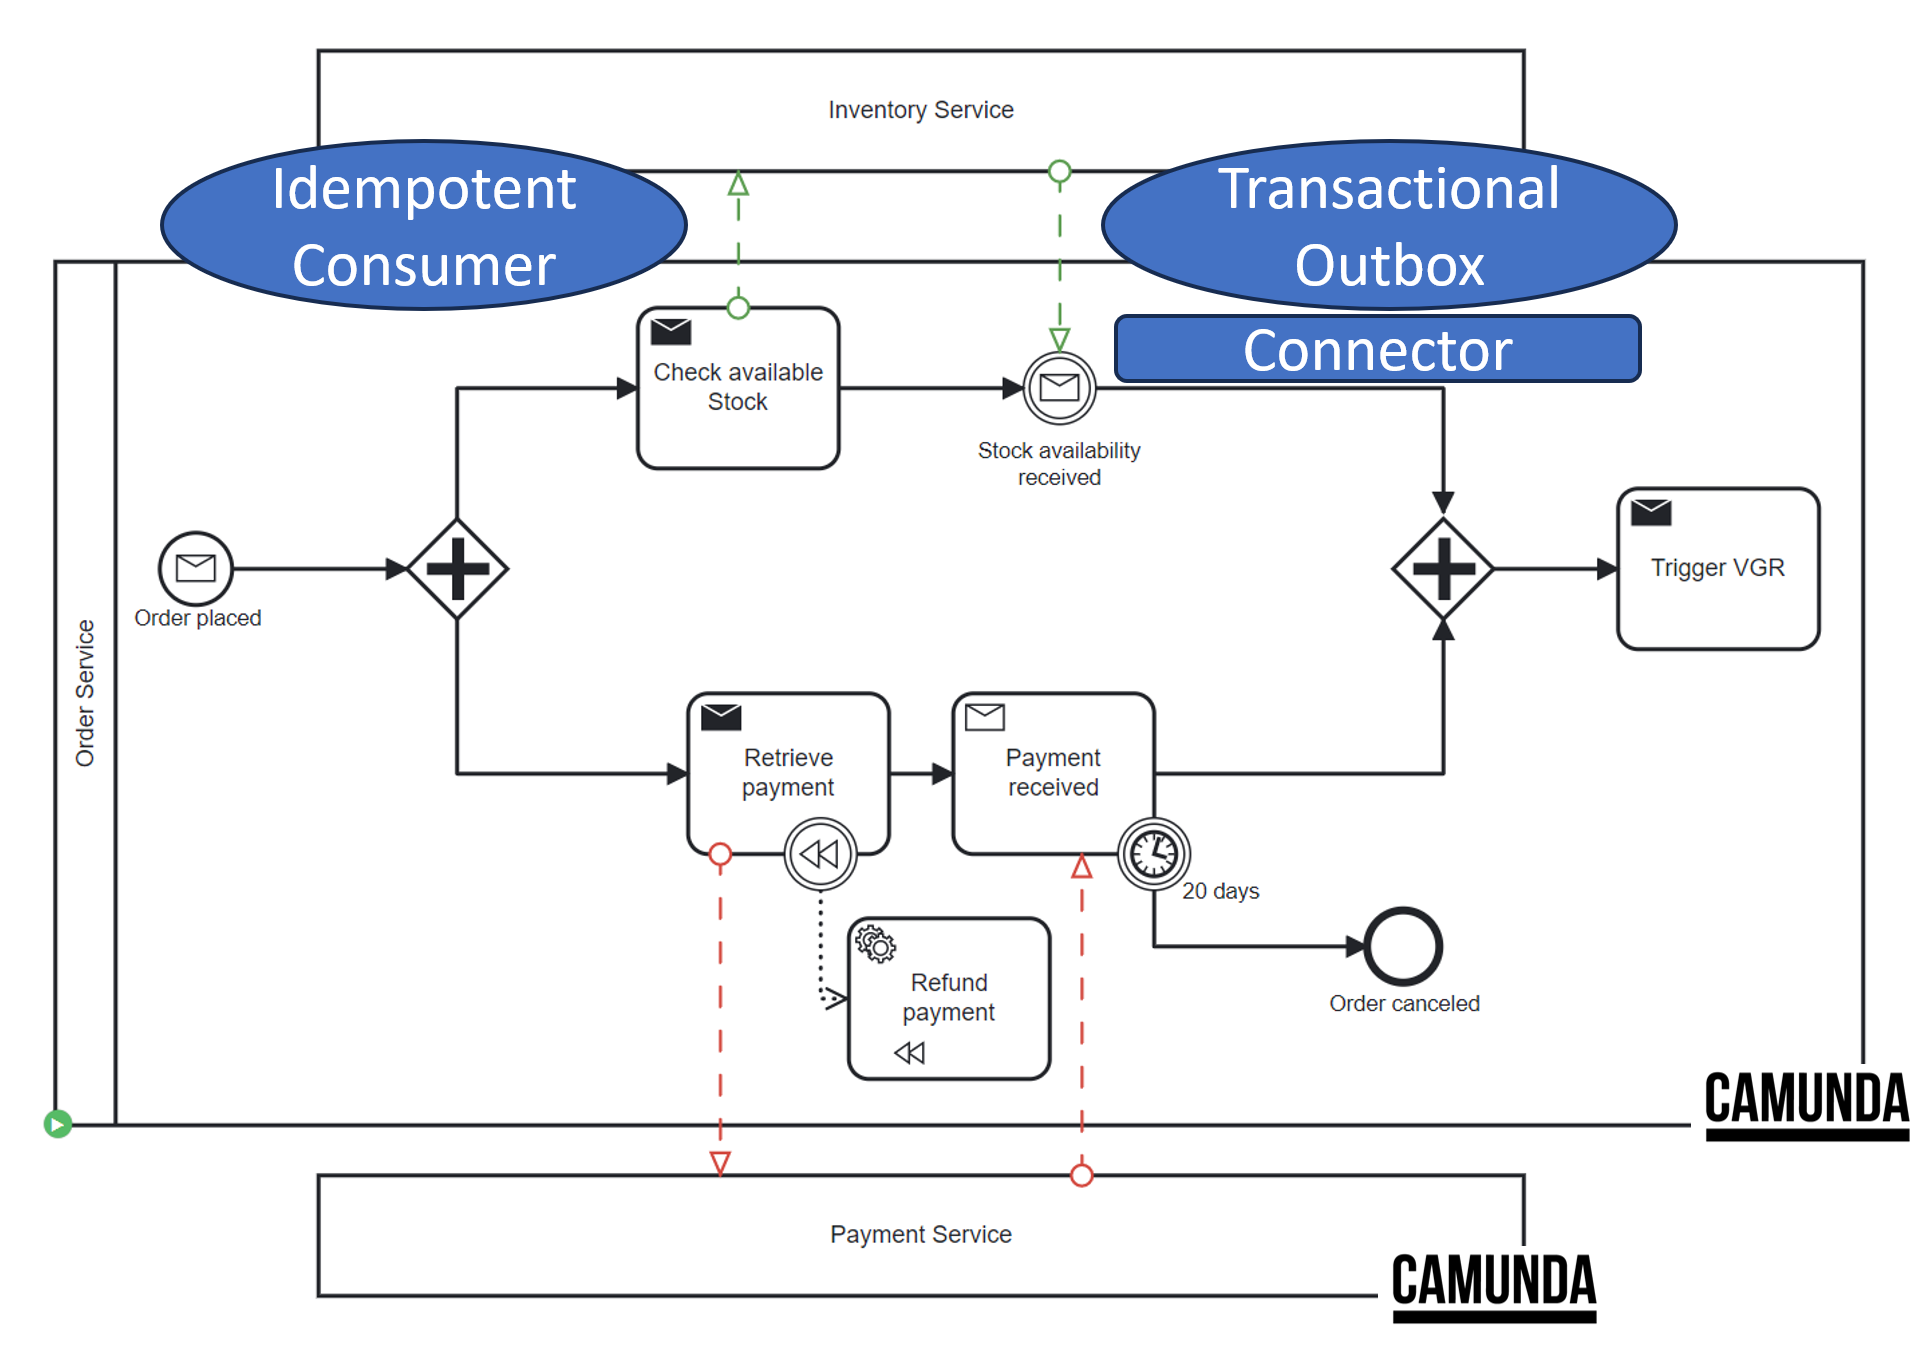 Inventory Service
Idempotent
Consumer
Transactional
Outbox
Connector
Check available
Stock
Stock availability
received
Order placed
Trigger VGR
Order Service
Retrieve
payment
Payment
received
20 days
Refund
payment
Order canceled
CAMUNDA
Payment Service
CAMUNDA